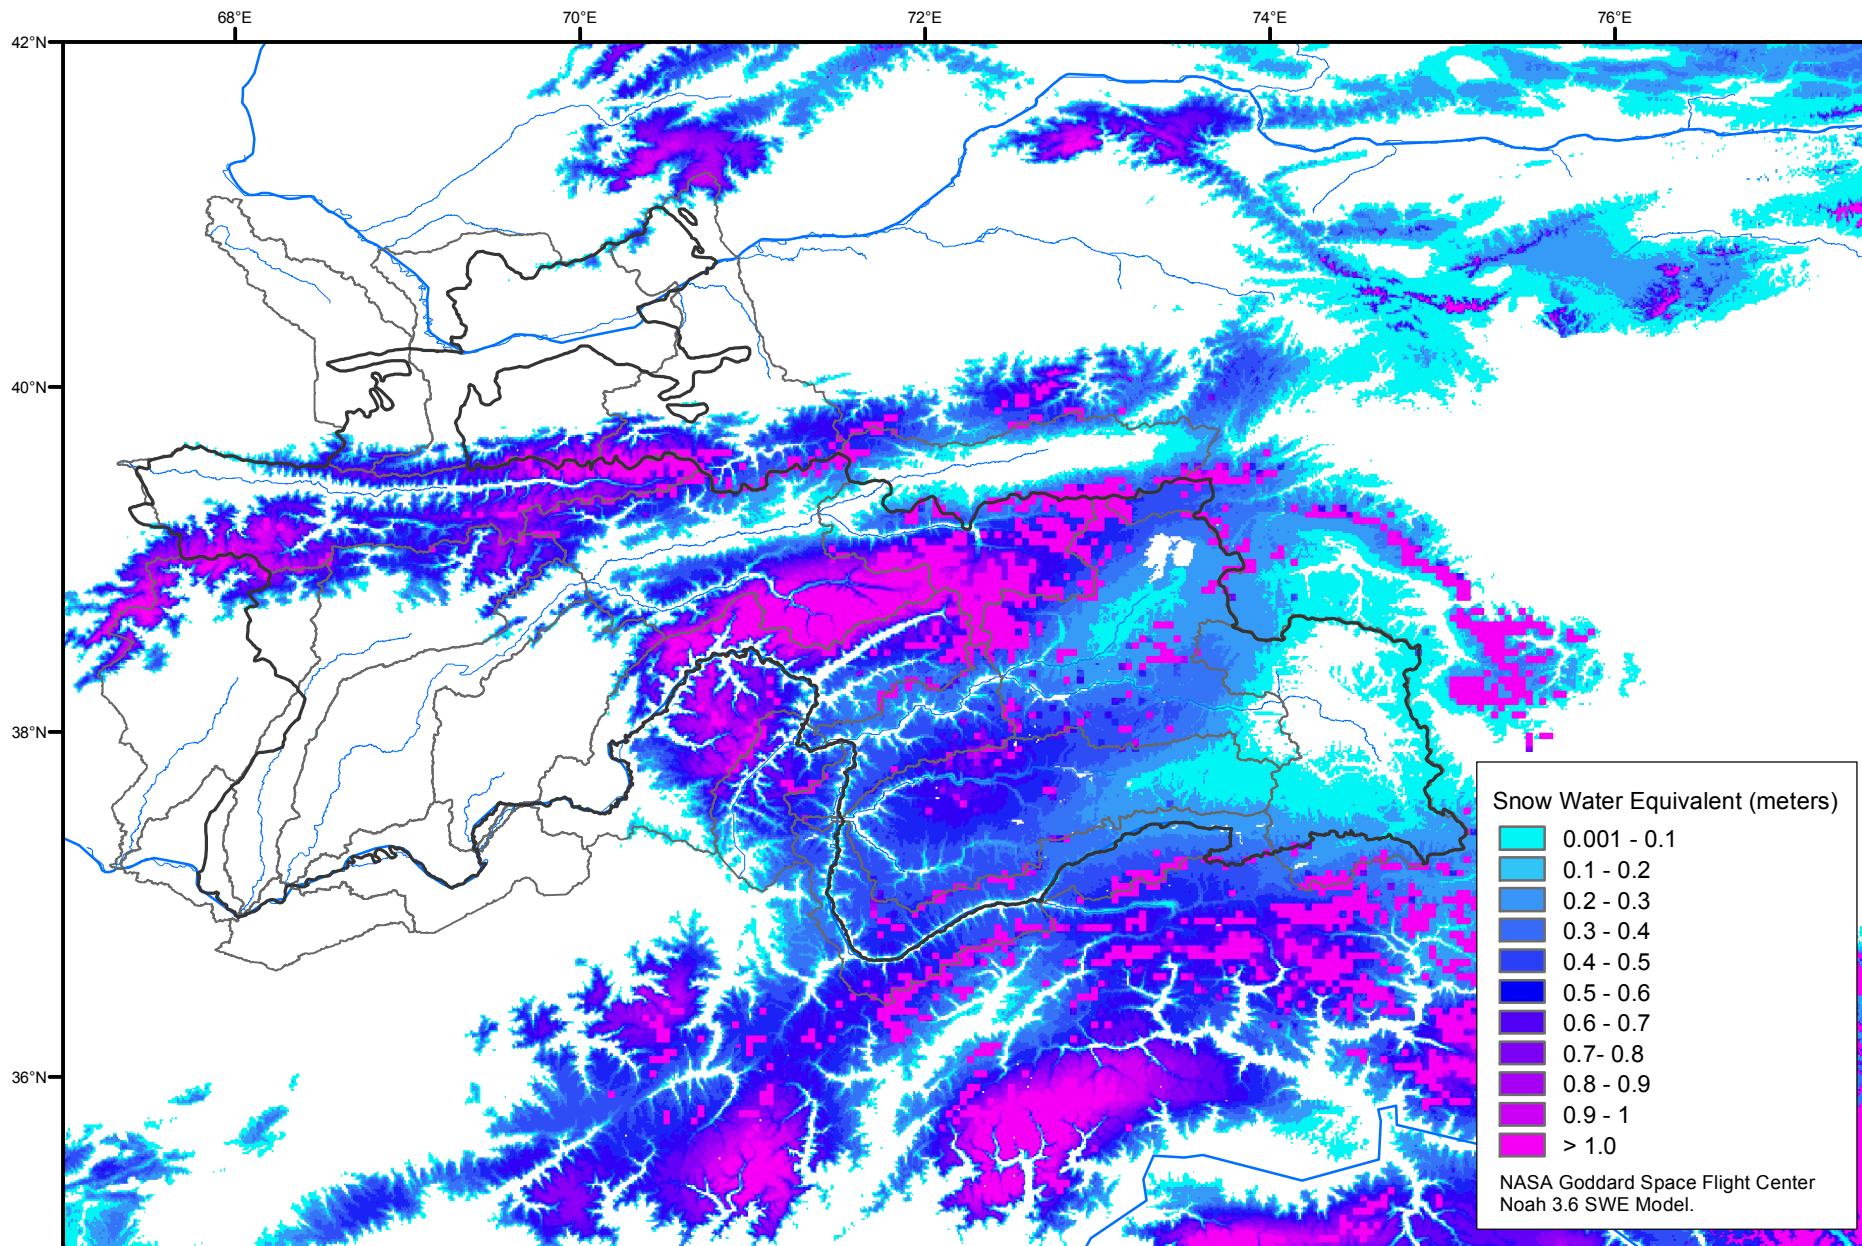 68°E
70°E
72°E
74°E
76°E
42°N
40°N
38°N
36°N
Snow Water Equivalent (meters)
0.001 - 0.1
0.1 - 0.2
0.2 - 0.3
0.3 - 0.4
0.4 - 0.5
0.5 - 0.6
0.6 - 0.7
0.7- 0.8
0.8 - 0.9
0.9 - 1
> 1.0
NASA Goddard Space Flight Center
Noah 3.6 SWE Model.